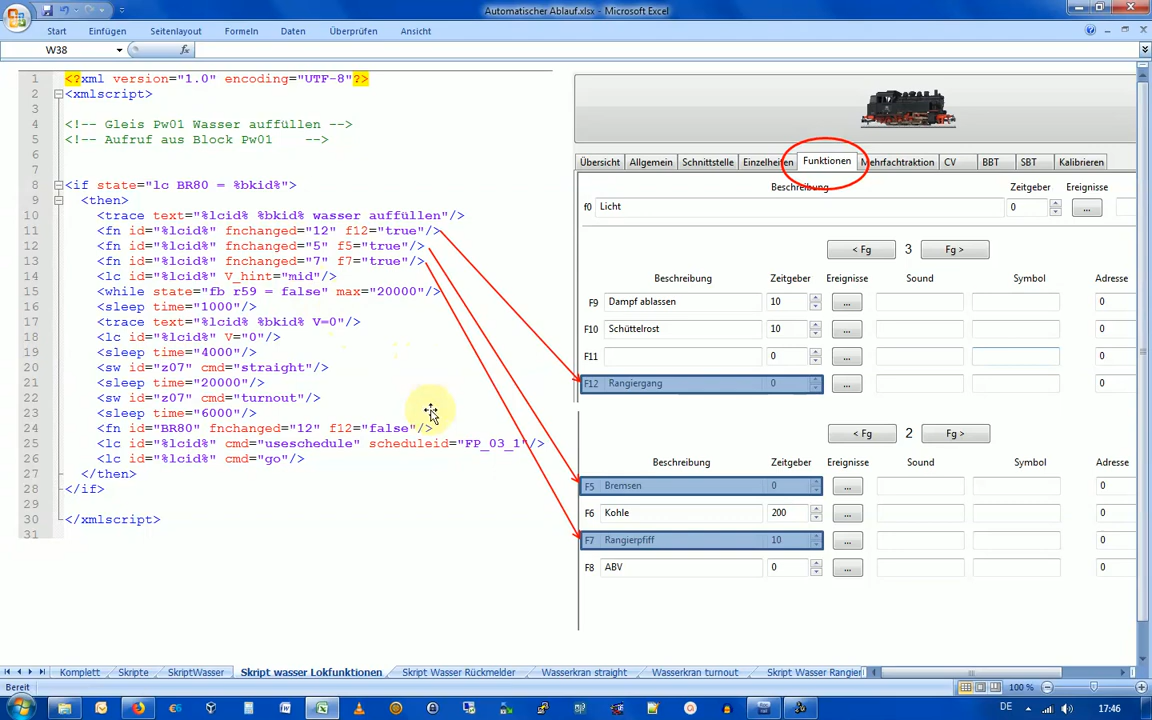 Automatischer Ablauf.xlsx - Microsoft Excel
Start Einfügen Seitenlayout Formeln Daten Überprüfen Ansicht
W38 fx
1 <?xml version="1.0" encoding="UTF-8"?>
2 <xmlscript>
3
4 <!-- Gleis Pw01 Wasser auffüllen -->
5 <!-- Aufruf aus Block Pw01 -->
6
7
8 <if state="lc BR80 = %bkid%">
9 <then>
10 <trace text="%lcid% %bkid% wasser auffüllen"/>
11 <fn id="%lcid%" fnchanged="12" f12="true"/>
12 <fn id="%lcid%" fnchanged="5" f5="true"/>
13 <fn id="%lcid%" fnchanged="7" f7="true"/>
14 <lc id="%lcid%" V_hint="mid"/>
15 <while state="fb r59 = false" max="20000"/>
16 <sleep time="1000"/>
17 <trace text="%lcid% %bkid% V=0"/>
18 <lc id="%lcid%" V="0"/>
19 <sleep time="4000"/>
20 <sw id="z07" cmd="straight"/>
21 <sleep time="20000"/>
22 <sw id="z07" cmd="turnout"/>
23 <sleep time="6000"/>
24 <fn id="BR80" fnchanged="12" f12="false"/>
25 <lc id="%lcid%" cmd="useschedule" scheduleid="FP_03_1"/>
26 <lc id="%lcid%" cmd="go"/>
27 </then>
28 </if>
29
30 </xmlscript>
31
Übersicht Allgemein Schnittstelle Einzelheiten Funktionen Mehrfachtraktion CV BBT SBT Kalibrieren
Beschreibung Zeitgeber Ereignisse
f0 Licht 0 ...
< Fg 3 Fg >
Beschreibung Zeitgeber Ereignisse Sound Symbol Adresse
F9 Dampf ablassen 10 ... 0
F10 Schüttelrost 10 ... 0
F11 0 ... 0
F12 Rangiergang 0 ... 0
< Fg 2 Fg >
Beschreibung Zeitgeber Ereignisse Sound Symbol Adresse
F5 Bremsen 0 ... 0
F6 Kohle 200 ... 0
F7 Rangierpfiff 10 ... 0
F8 ABV 0 ... 0
Komplett Skripte SkriptWasser Skript wasser Lokfunktionen Skript Wasser Rückmelder Wasserkran straight Wasserkran turnout Skript Wasser Rangier
Bereit 100 %
DE 17:46